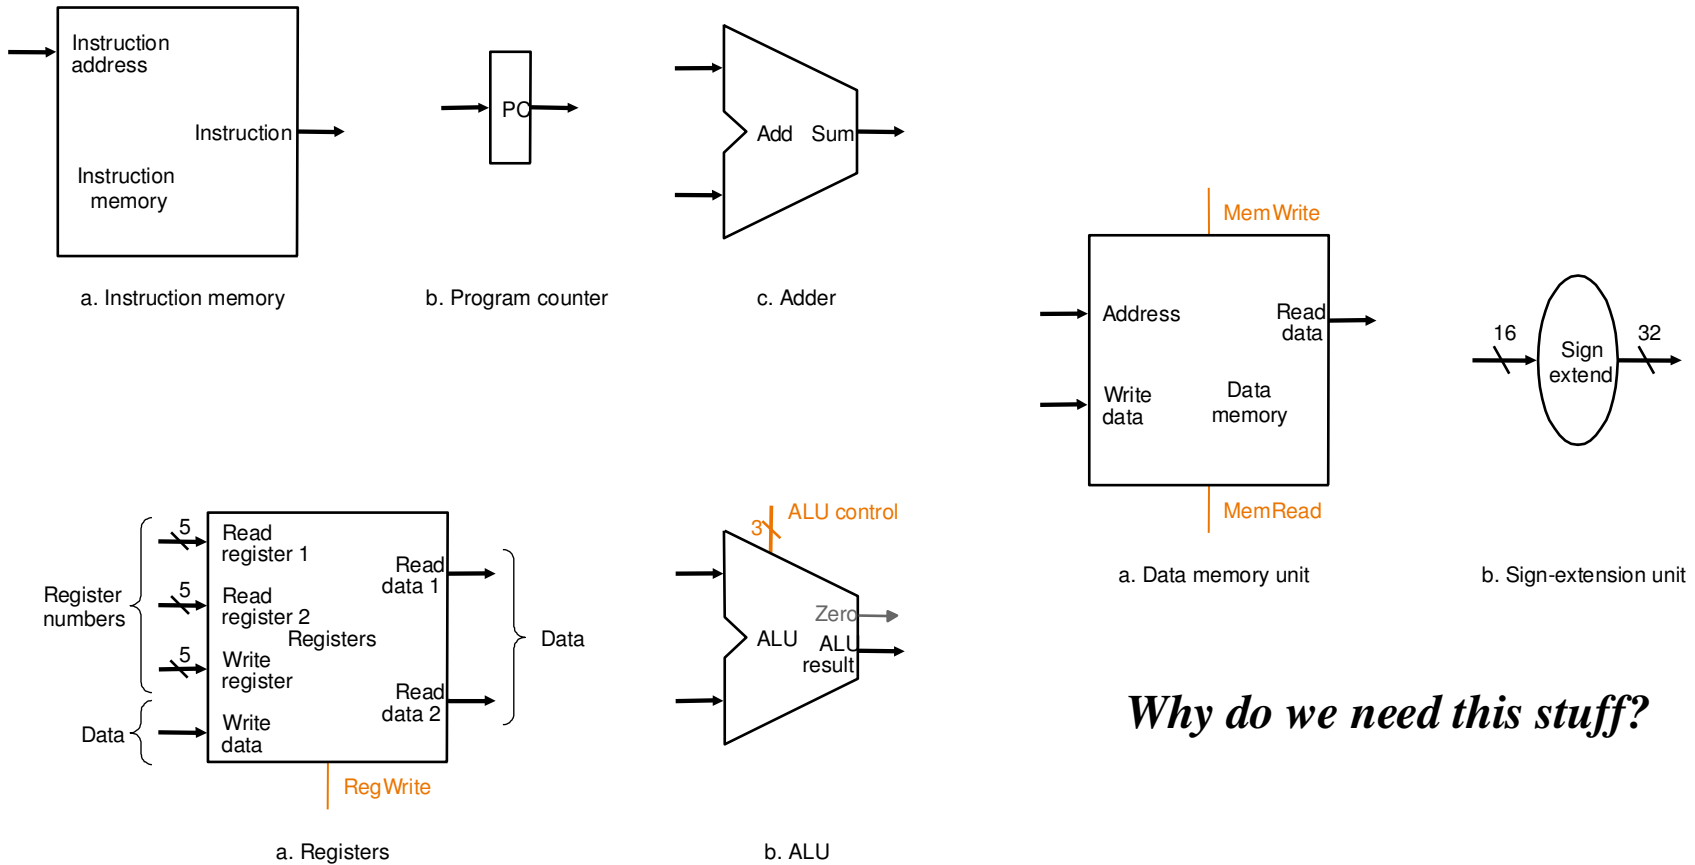 Instruction
address
Instruction
Instruction
memory
a. Instruction memory
PC
b. Program counter
Add
Sum
c. Adder
MemWrite
Address
Read
data
Write
data
Data
memory
MemRead
a. Data memory unit
16
32
Sign
extend
b. Sign-extension unit
Register
numbers
Data
5
5
5
Read
register 1
Read
register 2
Registers
Write
register
Write
data
Read
data 1
Read
data 2
Data
RegWrite
a. Registers
3
ALU control
Zero
ALU
ALU
result
b. ALU
Why do we need this stuff?